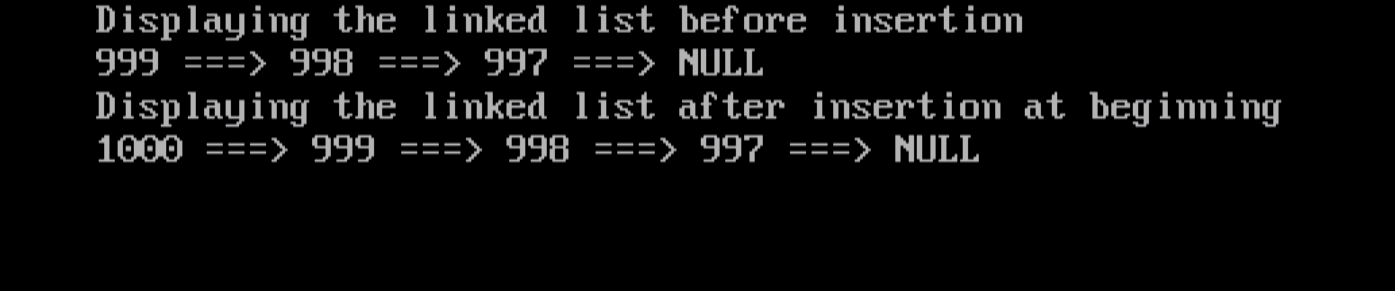 Displaying the linked list before insertion
999 ===> 998 ===> 997 ===> NULL
Displaying the linked list after insertion at beginning
1000 ===> 999 ===> 998 ===> 997 ===> NULL